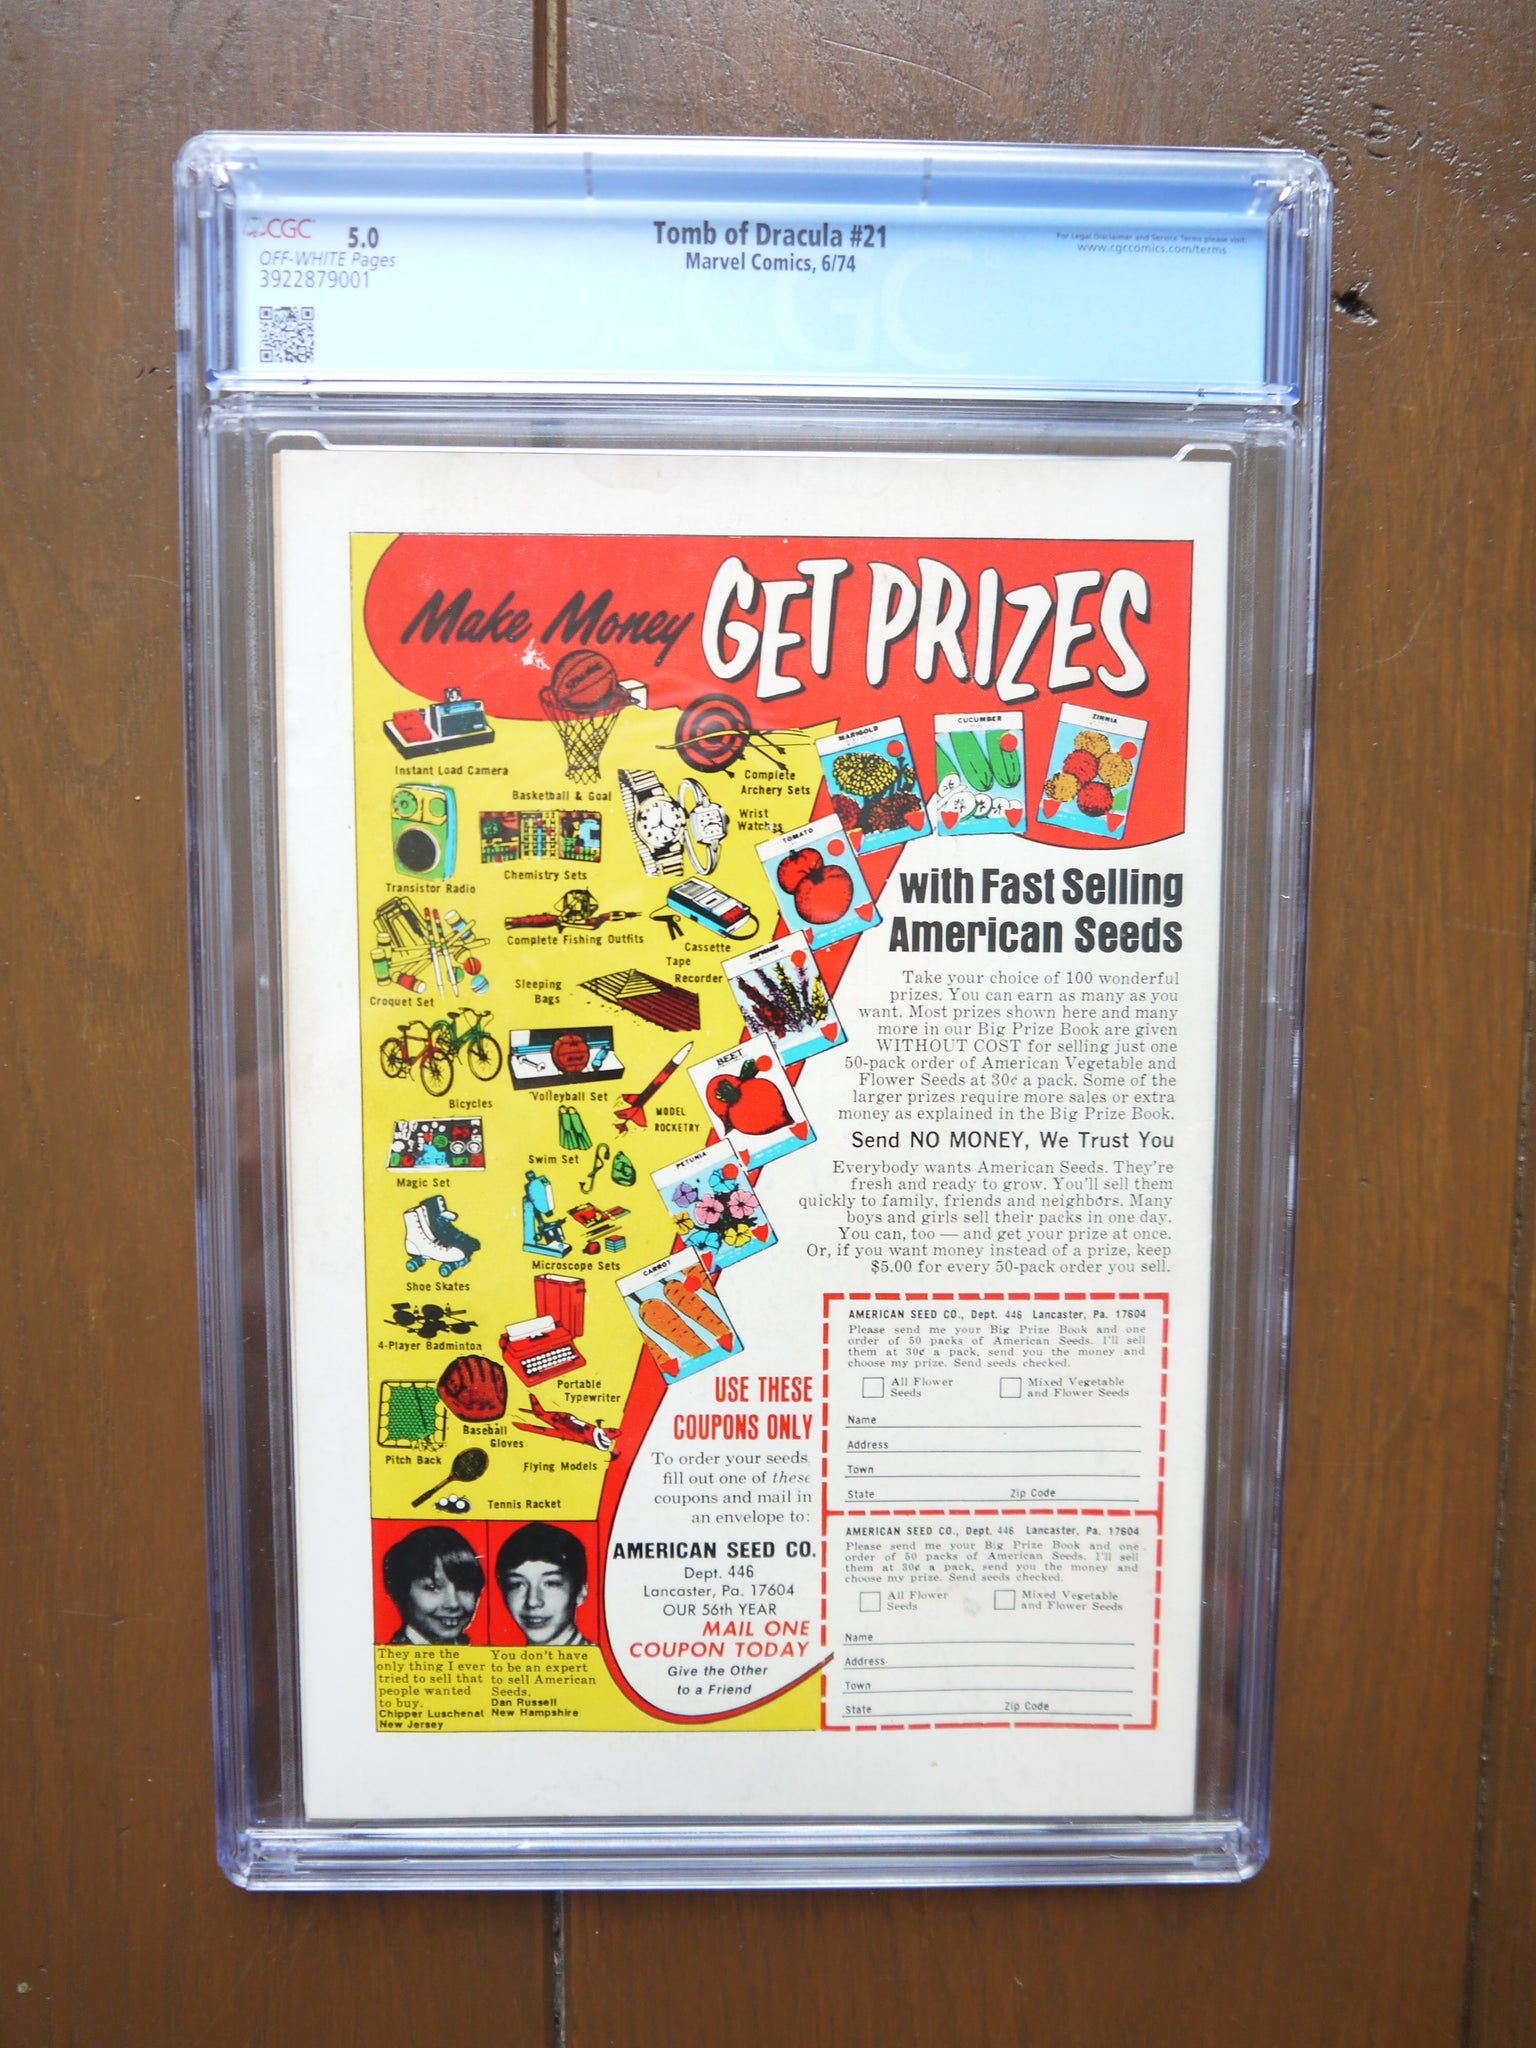 CGC
5.0
OFF-WHITE Pages
3922879001
Tomb of Dracula #21
Marvel Comics, 6/74
For Legal Disclaimer and Service Terms please visit:
www.cgccomics.com/terms
CGC
Make Money GET PRIZES
Instant Load Camera
Basketball & Goal
Complete
Archery Sets
Wrist
Watches
Transistor Radio
Chemistry Sets
Complete Fishing Outfits
Cassette
Tape
Recorder
Croquet Set
Sleeping
Bags
Bicycles
Volleyball Set
MODEL
ROCKETRY
Magic Set
Swim Set
Shoe Skates
Microscope Sets
4-Player Badminton
Portable
Typewriter
Pitch Back
Baseball
Gloves
Flying Models
Tennis Racket
MARIGOLD
CUCUMBER
ZINNIA
TOMATO
BEET
PETUNIA
CARROT
with Fast Selling
American Seeds
Take your choice of 100 wonderful
prizes. You can earn as many as you
want. Most prizes shown here and many
more in our Big Prize Book are given
WITHOUT COST for selling just one
50-pack order of American Vegetable and
Flower Seeds at 30¢ a pack. Some of the
larger prizes require more sales or extra
money as explained in the Big Prize Book.
Send NO MONEY, We Trust You
Everybody wants American Seeds. They're
fresh and ready to grow. You'll sell them
quickly to family, friends and neighbors. Many
boys and girls sell their packs in one day.
You can, too — and get your prize at once.
Or, if you want money instead of a prize, keep
$5.00 for every 50-pack order you sell.
USE THESE
COUPONS ONLY
To order your seeds
fill out one of these
coupons and mail in
an envelope to:
AMERICAN SEED CO.
Dept. 446
Lancaster, Pa. 17604
OUR 56th YEAR
MAIL ONE
COUPON TODAY
Give the Other
to a Friend
AMERICAN SEED CO., Dept. 446 Lancaster, Pa. 17604
Please send me your Big Prize Book and one
order of 50 packs of American Seeds. I'll sell
them at 30¢ a pack, send you the money and
choose my prize. Send seeds checked.
All Flower
Seeds
Mixed Vegetable
and Flower Seeds
Name
Address
Town
State Zip Code
AMERICAN SEED CO., Dept. 446 Lancaster, Pa. 17604
Please send me your Big Prize Book and one
order of 50 packs of American Seeds. I'll sell
them at 30¢ a pack, send you the money and
choose my prize. Send seeds checked.
All Flower
Seeds
Mixed Vegetable
and Flower Seeds
Name
Address
Town
State Zip Code
They are the
only thing I ever
tried to sell that
people wanted
to buy.
Chipper Luschenat
New Jersey
You don't have
to be an expert
to sell American
Seeds.
Dan Russell
New Hampshire